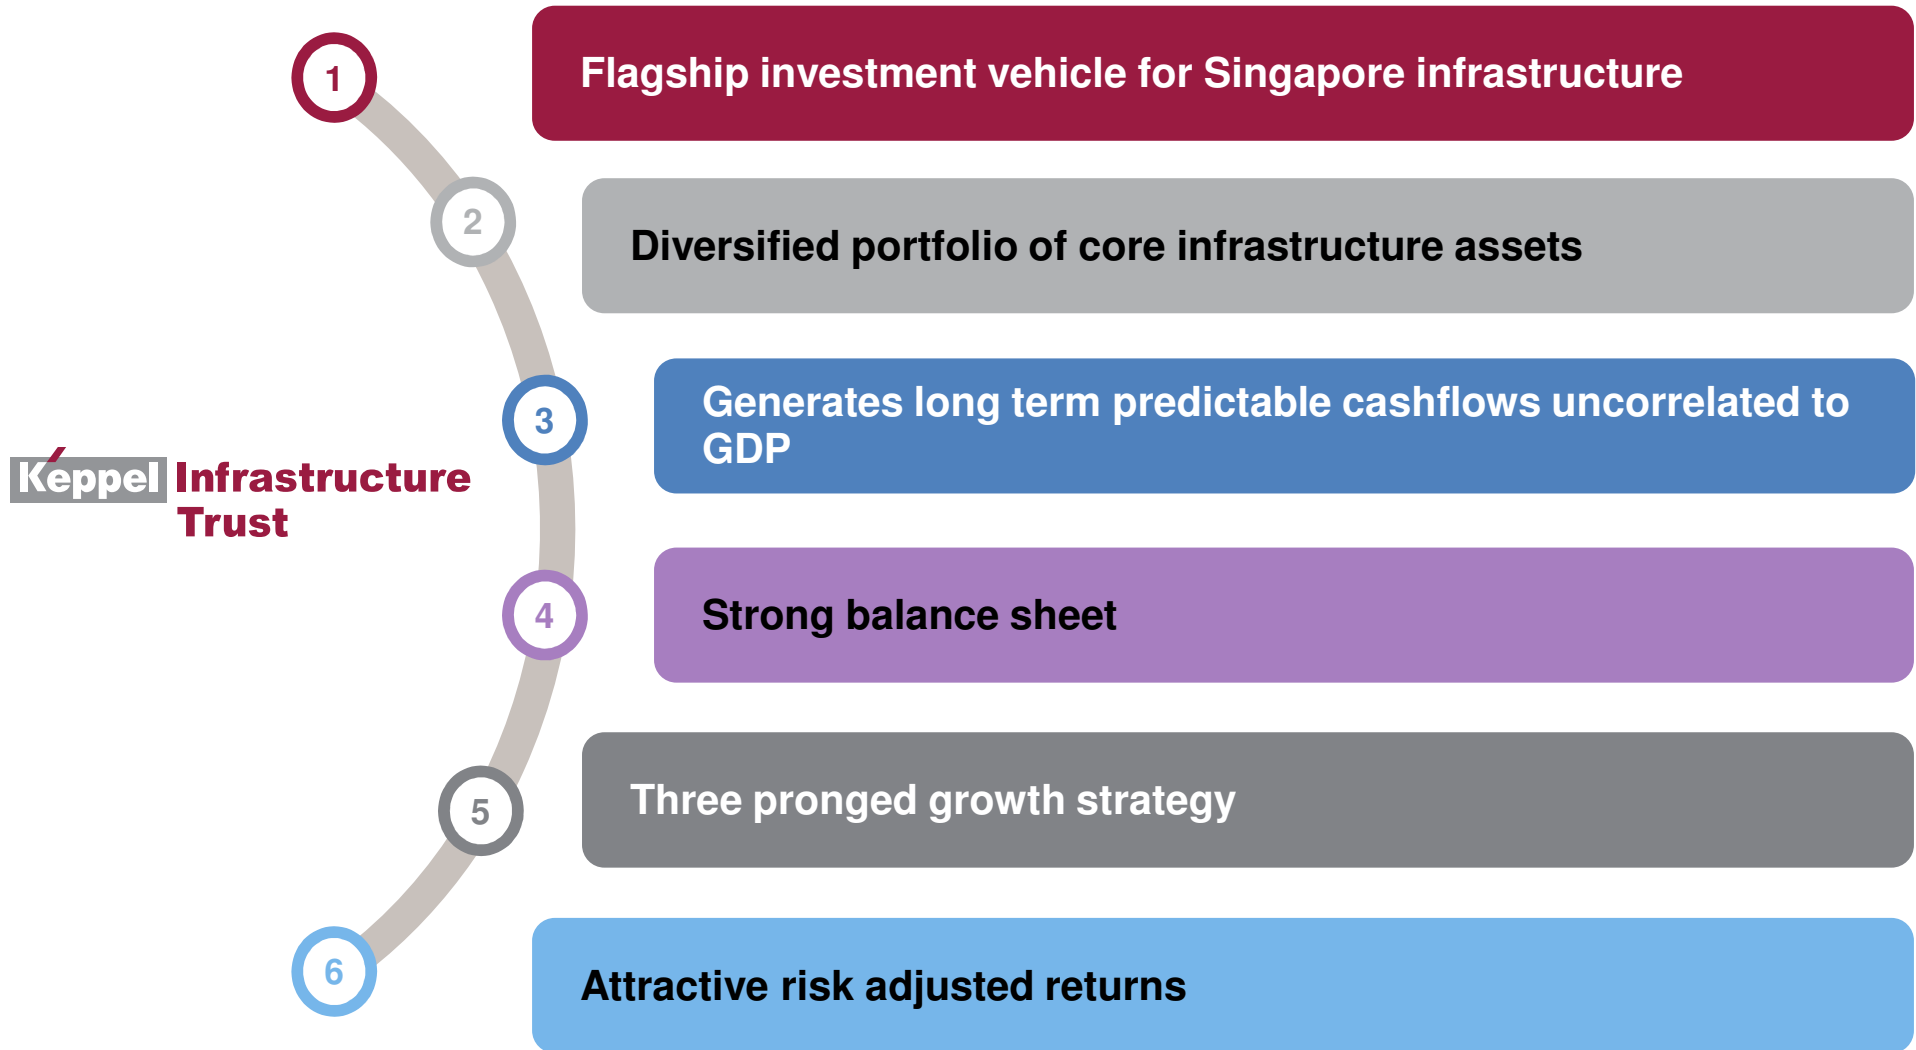 1
Flagship investment vehicle for Singapore infrastructure
2
Diversified portfolio of core infrastructure assets
3
Generates long term predictable cashflows uncorrelated to
GDP
Keppel Infrastructure
Trust
4
Strong balance sheet
5
Three pronged growth strategy
6
Attractive risk adjusted returns